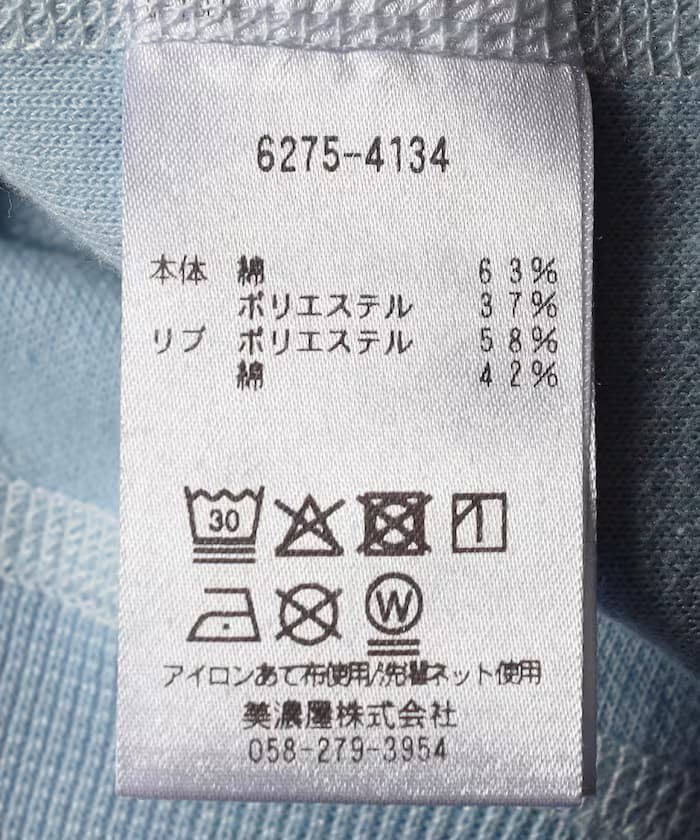 6275-4134
本体 綿 63%
ポリエステル 37%
リブ ポリエステル 58%
綿 42%
30
W
アイロンあて布使用/洗濯ネット使用
美濃屋株式会社
058-279-3954